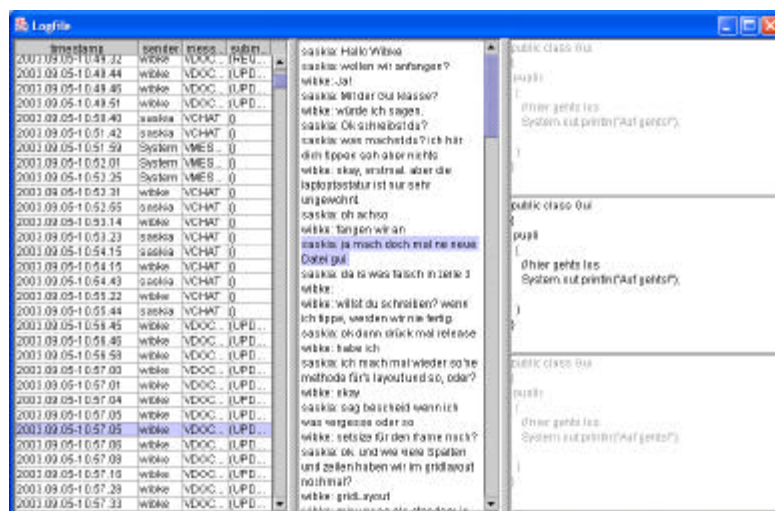 Logfile
timestamp sender mess... subm...
2003.09.05-10:49.32 wibke VDOC... (REQ...
2003.09.05-10:49.44 wibke VDOC... (UPD...
2003.09.05-10:49.46 wibke VDOC... (UPD...
2003.09.05-10:49.51 wibke VDOC... (UPD...
2003.09.05-10:50.40 saskia VCHAT ()
2003.09.05-10:51.42 saskia VCHAT ()
2003.09.05-10:51.59 System VMES... ()
2003.09.05-10:52.01 System VMES... ()
2003.09.05-10:52.25 System VMES... ()
2003.09.05-10:52.31 wibke VCHAT ()
2003.09.05-10:52.55 saskia VCHAT ()
2003.09.05-10:53.14 wibke VCHAT ()
2003.09.05-10:53.23 saskia VCHAT ()
2003.09.05-10:54.15 saskia VCHAT ()
2003.09.05-10:54.15 wibke VCHAT ()
2003.09.05-10:54.43 saskia VCHAT ()
2003.09.05-10:55.22 wibke VCHAT ()
2003.09.05-10:55.44 saskia VCHAT ()
2003.09.05-10:56.45 wibke VDOC... (UPD...
2003.09.05-10:56.46 wibke VDOC... (UPD...
2003.09.05-10:56.58 wibke VDOC... (UPD...
2003.09.05-10:57.00 wibke VDOC... (UPD...
2003.09.05-10:57.01 wibke VDOC... (UPD...
2003.09.05-10:57.04 wibke VDOC... (UPD...
2003.09.05-10:57.05 wibke VDOC... (UPD...
2003.09.05-10:57.05 wibke VDOC... (UPD...
2003.09.05-10:57.06 wibke VDOC... (UPD...
2003.09.05-10:57.09 wibke VDOC... (UPD...
2003.09.05-10:57.16 wibke VDOC... (UPD...
2003.09.05-10:57.28 wibke VDOC... (UPD...
2003.09.05-10:57.33 wibke VDOC... (UPD...
saskia: Hallo Wibke
saskia: wollen wir anfangen?
wibke: Ja!
saskia: Mit der Gui klasse?
wibke: würde ich sagen.
saskia: Ok schreibst du?
saskia: was machst du? ich hör
dich tippen seh aber nichts
wibke: okay, erstmal. aber die
laptoptastatur ist nur sehr
ungewohnt
saskia: oh achso
wibke: fangen wir an
saskia: ja mach doch mal ne neue
Datei gui
saskia: da is was falsch in zeile 3
wibke:
wibke: willst du schreiben? wenn
ich tippe, werden wir nie fertig.
saskia: ok dann drück mal release
wibke: habe ich
saskia: ich mach mal wieder so'ne
methode für's layout und so, oder?
wibke: okay
saskia: sag bescheid wenn ich
was vergesse oder so
wibke: setsize für den frame noch?
saskia: ok. und wie viele Spalten
und zeilen haben wir im gridlayout
nochmal?
wibke: gridLayout
public class Gui
pupli
{
//hier gehts los
System.out.println("Auf gehts!");
}
public class Gui
{
pupli
{
//hier gehts los
System.out.println("Auf gehts!");
}
}
public class Gui
pupli
{
//hier gehts los
System.out.println("Auf gehts!");
}